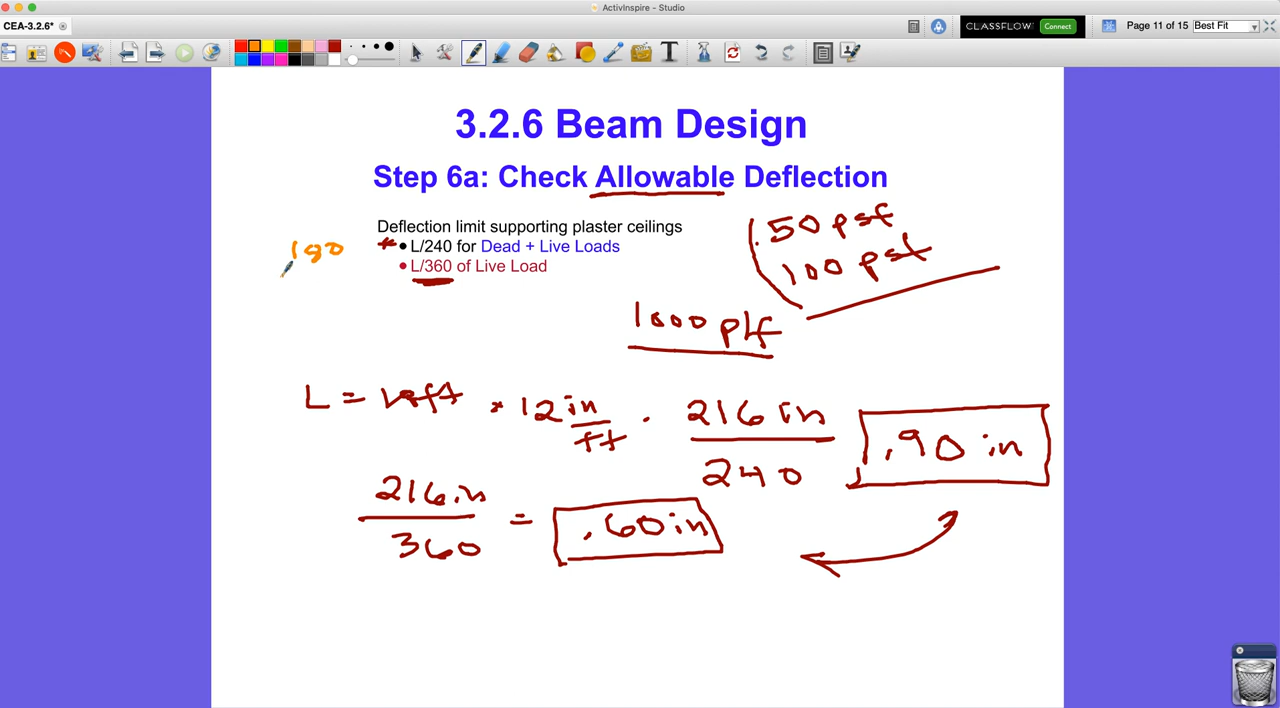 ActivInspire - Studio
CEA-3.2.6*
CLASSFLOW Connect
Page 11 of 15 Best Fit
3.2.6 Beam Design
Step 6a: Check Allowable Deflection
Deflection limit supporting plaster ceilings
* • L/240 for Dead + Live Loads
• L/360 of Live Load
180
50 psf
100 psf
1000 plf
L = 18 ft * 12 in/ft . 216 in/240 .90 in
216 in/360 = .60 in